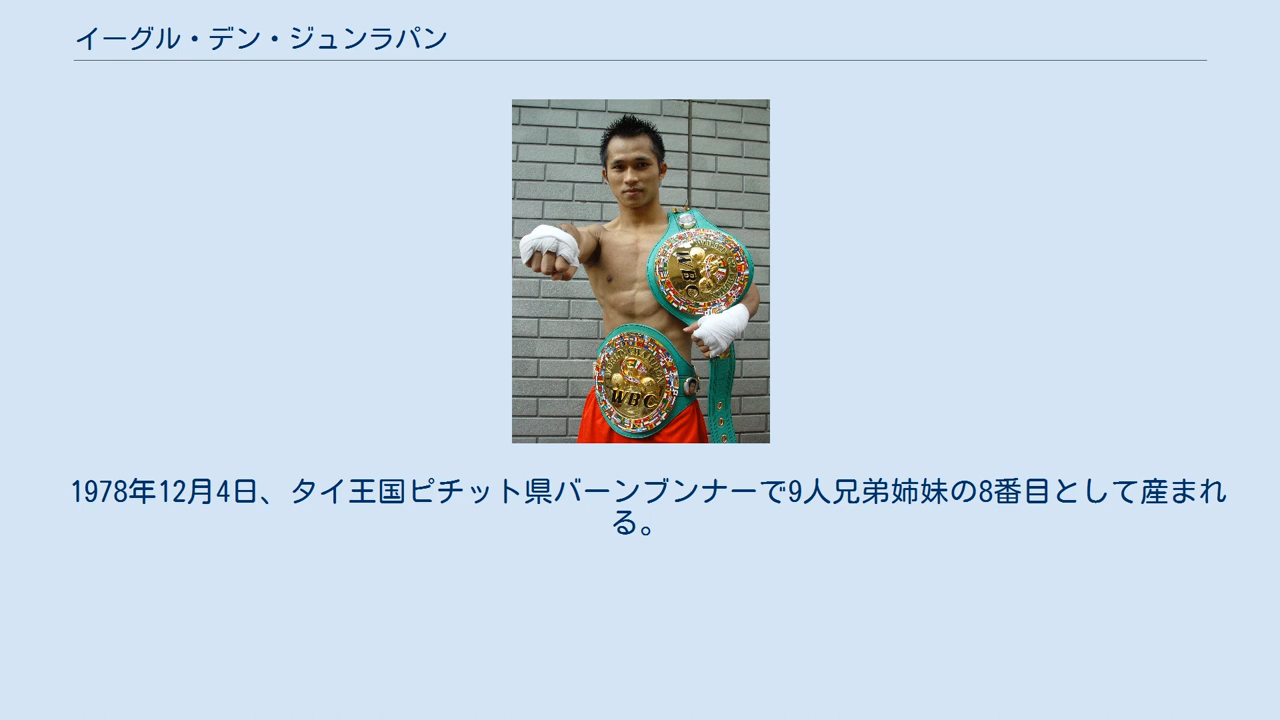 イーグル・デン・ジュンラパン
WBC
WBC
1978年12月4日、タイ王国ピチット県バーンブンナーで9人兄弟姉妹の8番目として産まれ
る。